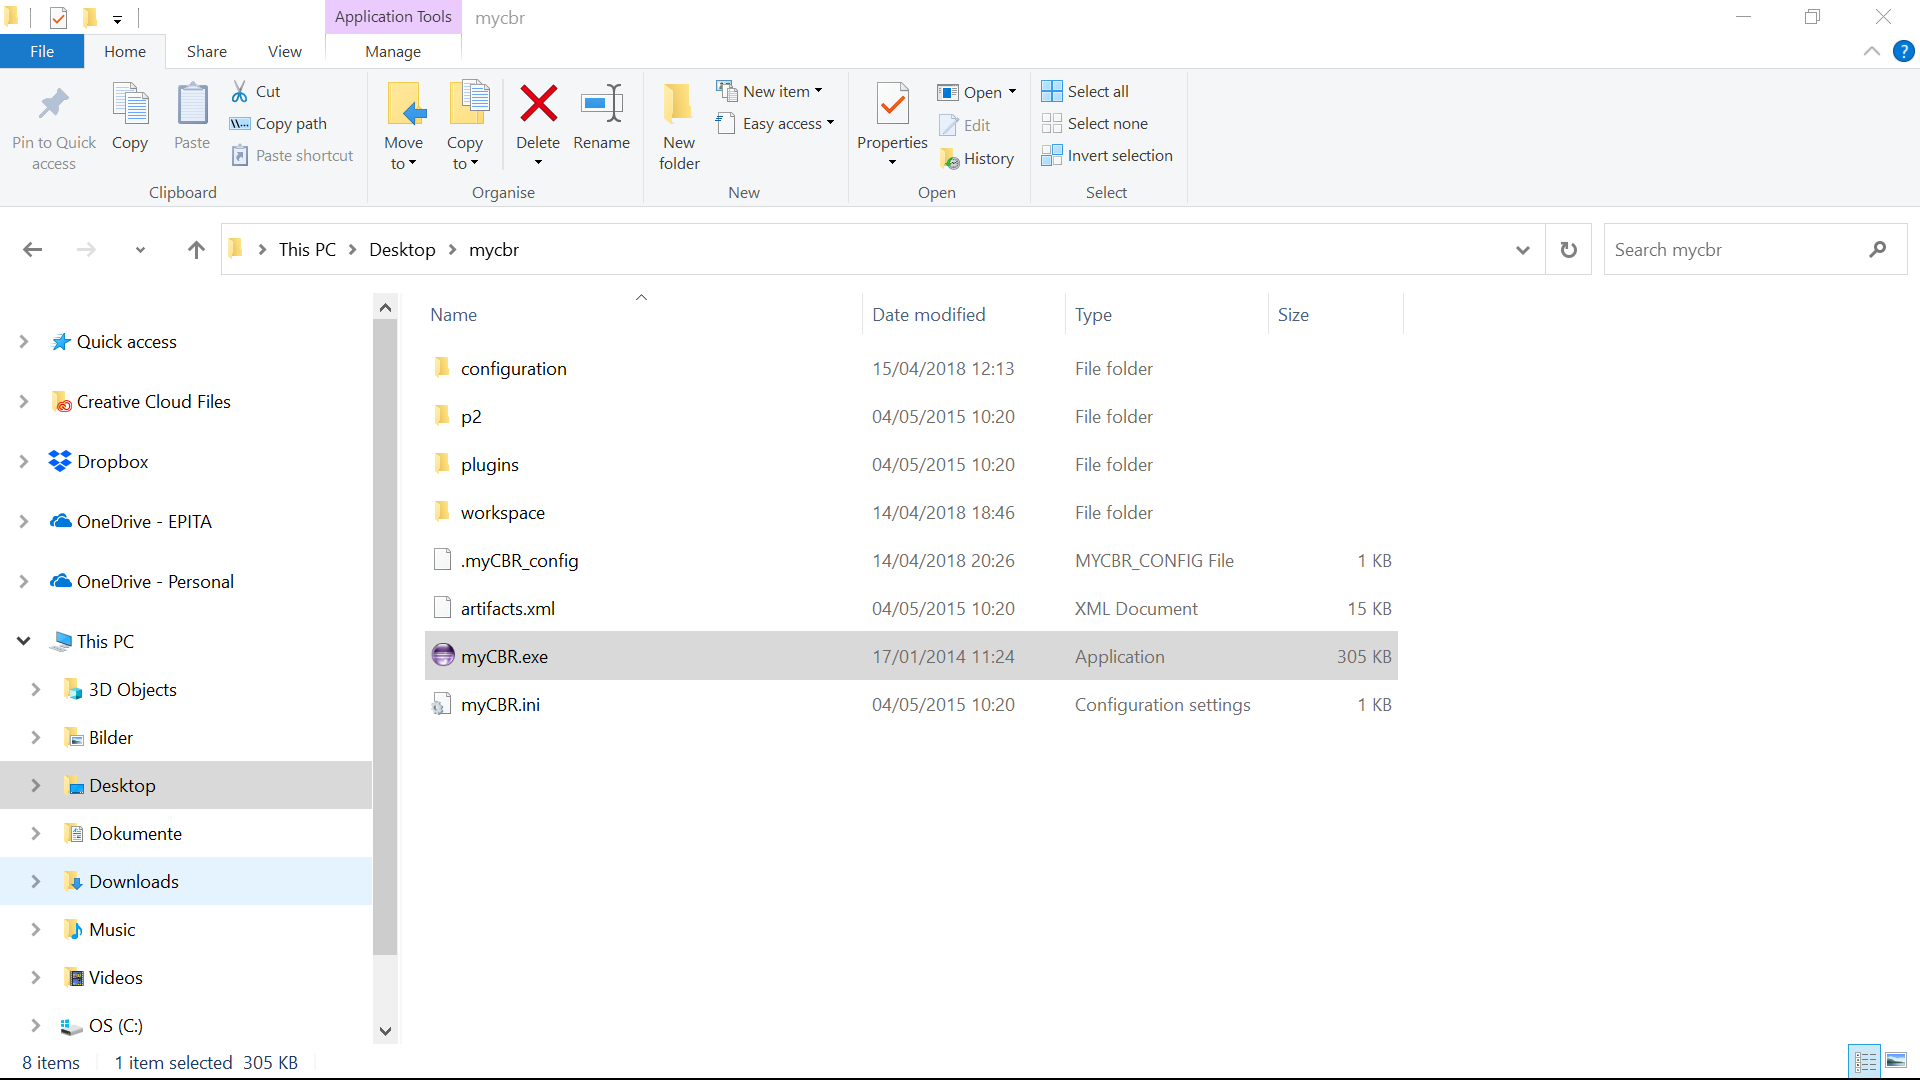 Application Tools mycbr
File Home Share View Manage
Pin to Quick access
Copy
Paste
Cut
Copy path
Paste shortcut
Clipboard
Move to
Copy to
Delete
Rename
Organise
New folder
New item
Easy access
New
Properties
Open
Edit
History
Open
Select all
Select none
Invert selection
Select
This PC Desktop mycbr
Search mycbr
Quick access
Creative Cloud Files
Dropbox
OneDrive - EPITA
OneDrive - Personal
This PC
3D Objects
Bilder
Desktop
Dokumente
Downloads
Music
Videos
OS (C:)
Name Date modified Type Size
configuration 15/04/2018 12:13 File folder
p2 04/05/2015 10:20 File folder
plugins 04/05/2015 10:20 File folder
workspace 14/04/2018 18:46 File folder
.myCBR_config 14/04/2018 20:26 MYCBR_CONFIG File 1 KB
artifacts.xml 04/05/2015 10:20 XML Document 15 KB
myCBR.exe 17/01/2014 11:24 Application 305 KB
myCBR.ini 04/05/2015 10:20 Configuration settings 1 KB
8 items 1 item selected 305 KB